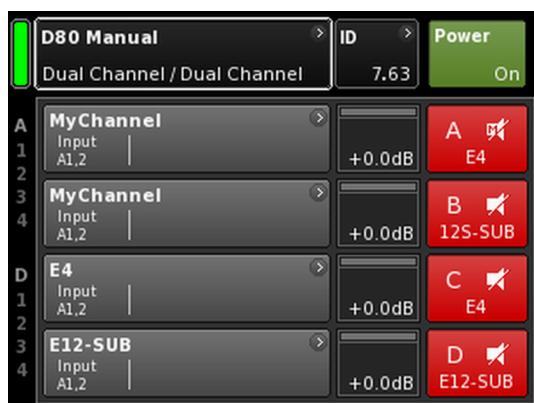 D80 Manual
Dual Channel / Dual Channel
ID
7.63
Power
On
A
1
2
3
4
D
1
2
3
4
MyChannel
Input
A1,2
+0.0dB
A
E4
MyChannel
Input
A1,2
+0.0dB
B
12S-SUB
E4
Input
A1,2
+0.0dB
C
E4
E12-SUB
Input
A1,2
+0.0dB
D
E12-SUB